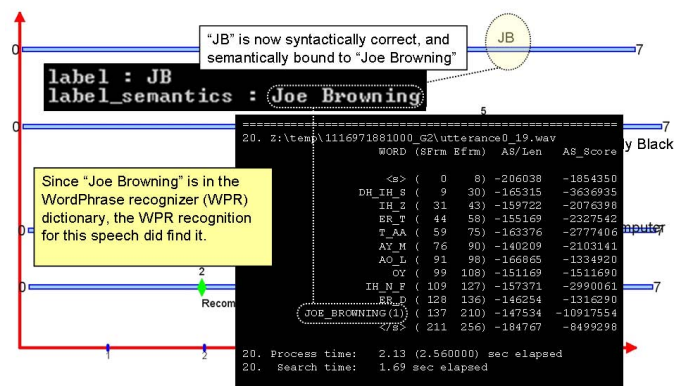 "JB" is now syntactically correct, and
semantically bound to "Joe Browning"
JB
0
7
label : JB
label_semantics : Joe Browning
5
0
7
ly Black
====================================================
20. Z:\temp\1116971881000_G2\utterance0_19.wav
WORD (SFrm Efrm) AS/Len AS_Score
<s> ( 0 8) -206038 -1854350
DH_IH_S ( 9 30) -165315 -3636935
IH_Z ( 31 43) -159722 -2076398
ER_T ( 44 58) -155169 -2327542
T_AA ( 59 75) -163376 -2777406
AY_M ( 76 90) -140209 -2103141
AO_L ( 91 98) -166865 -1334920
OY ( 99 108) -151169 -1511690
IH_N_F ( 109 127) -157371 -2990061
ER_D ( 128 136) -146254 -1316290
JOE_BROWNING(1) ( 137 210) -147534 -10917554
</s> ( 211 256) -184767 -8499298
20. Process time: 2.13 (2.560000) sec elapsed
20. Search time: 1.69 sec elapsed
Since "Joe Browning" is in the
WordPhrase recognizer (WPR)
dictionary, the WPR recognition
for this speech did find it.
0
mputer
7
2
0
7
Recom
1
2